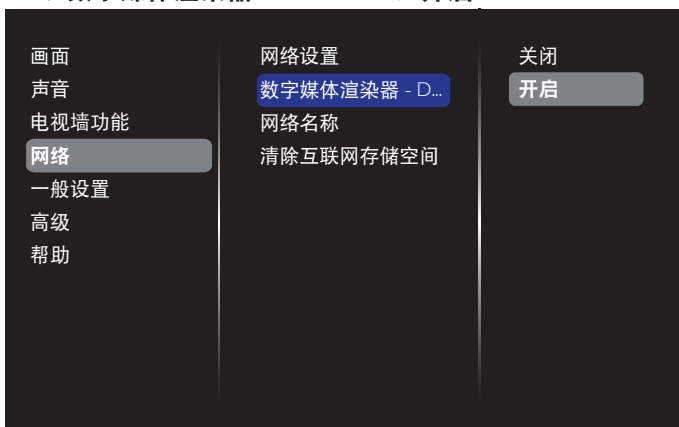 画面
声音
电视墙功能
网络
一般设置
高级
帮助
网络设置
数字媒体渲染器 - D...
网络名称
清除互联网存储空间
关闭
开启